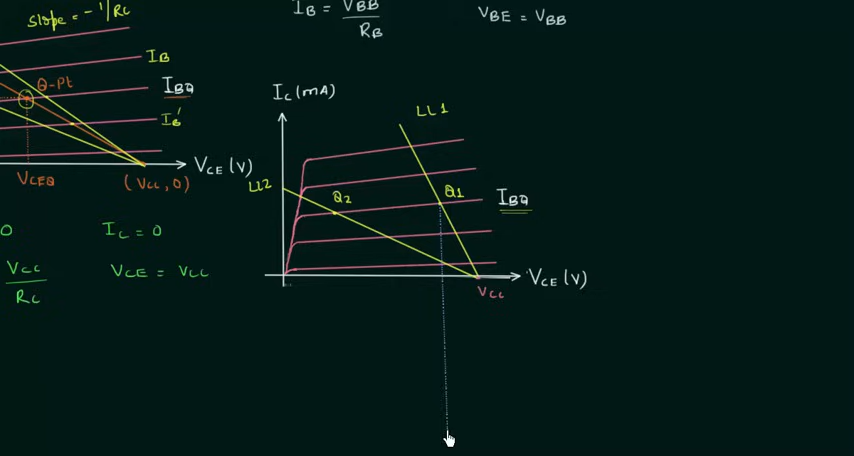 slope = -1/RC
IB = VBB/RB
VBE = VBB
IB
Q-Pt
IBQ
IB'
VCE (V)
VCEQ
(VCC, 0)
IC (mA)
LL1
LL2
Q2
Q1
IBQ
VCE (V)
VCC
0
IC = 0
VCC/RC
VCE = VCC